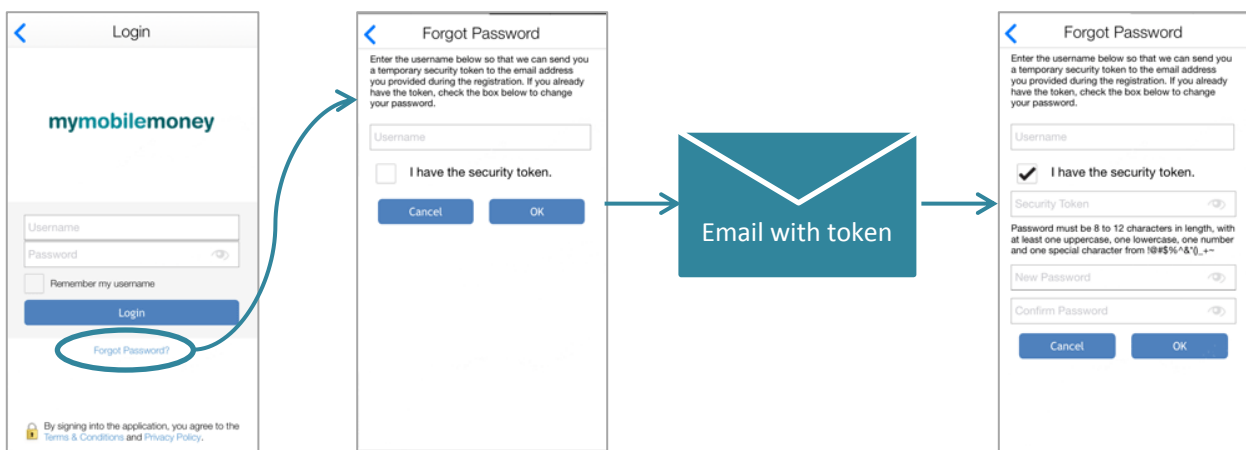 Login
mymobilemoney
Username
Password
Remember my username
Login
Forgot Password?
By signing into the application, you agree to the
Terms & Conditions and Privacy Policy.
Forgot Password
Enter the username below so that we can send you
a temporary security token to the email address
you provided during the registration. If you already
have the token, check the box below to change
your password.
Username
I have the security token.
Cancel
OK
Email with token
Forgot Password
Enter the username below so that we can send you
a temporary security token to the email address
you provided during the registration. If you already
have the token, check the box below to change
your password.
Username
I have the security token.
Security Token
Password must be 8 to 12 characters in length, with
at least one uppercase, one lowercase, one number
and one special character from !@#$%^&*()_+~
New Password
Confirm Password
Cancel
OK